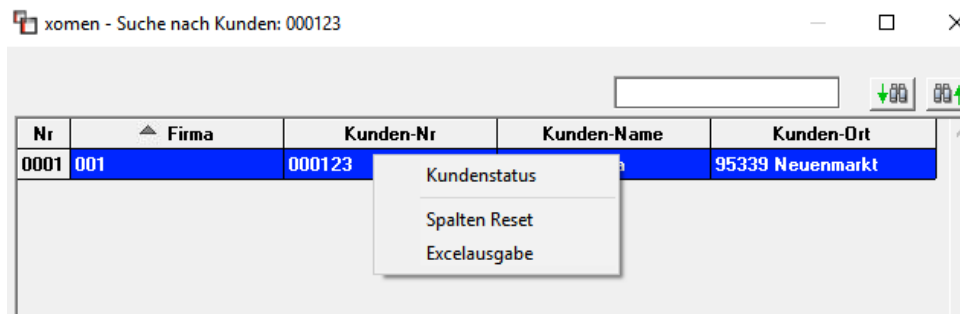 xomen - Suche nach Kunden: 000123
Nr Firma Kunden-Nr Kunden-Name Kunden-Ort
0001 001 000123 95339 Neuenmarkt
Kundenstatus
Spalten Reset
Excelausgabe